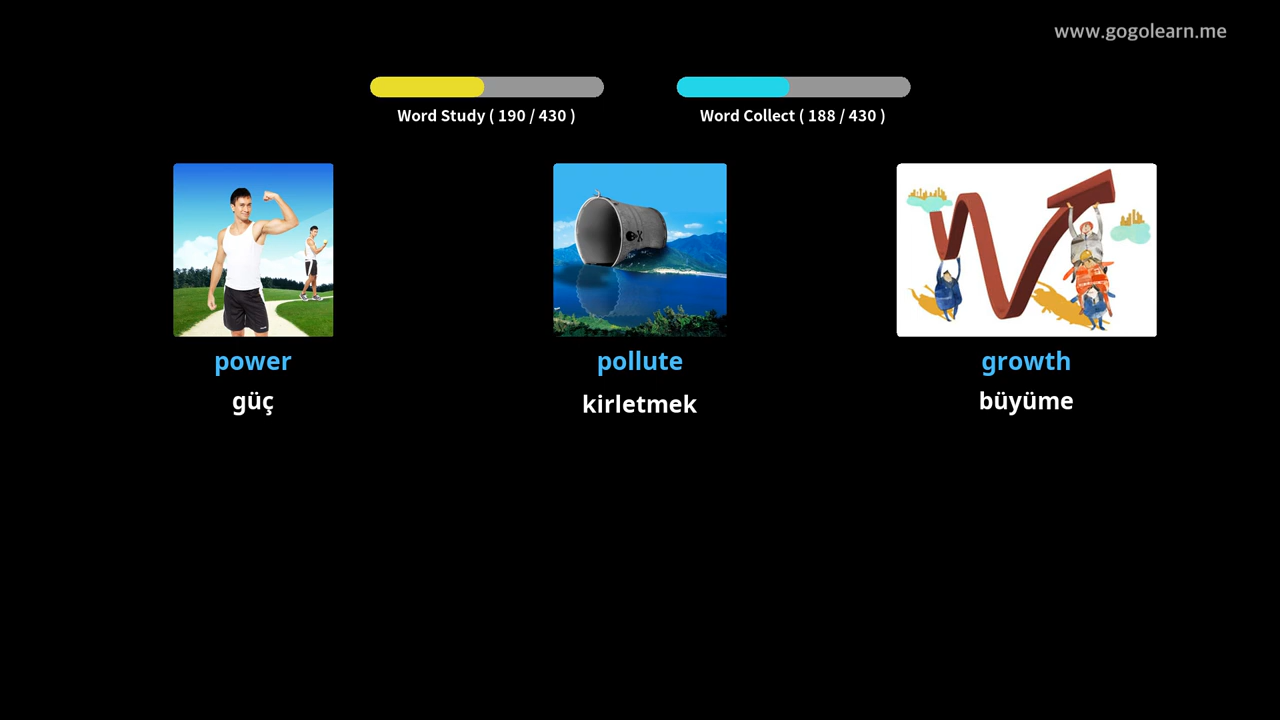 www.gogolearn.me
Word Study ( 190 / 430 )
Word Collect ( 188 / 430 )
power
pollute
growth
güç
kirletmek
büyüme